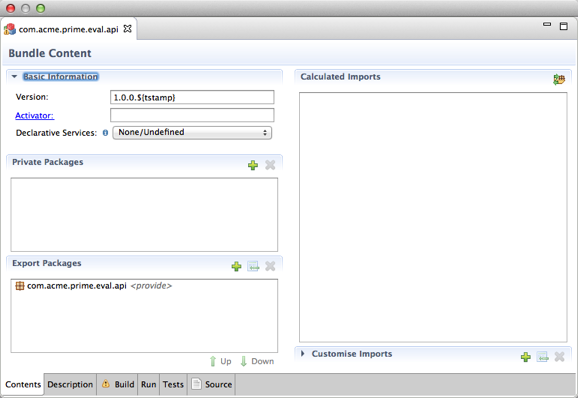 com.acme.prime.eval.api
Bundle Content
Basic Information
Version: 1.0.0.${tstamp}
Activator:
Declarative Services: None/Undefined
Private Packages
Export Packages
com.acme.prime.eval.api <provide>
Up Down
Calculated Imports
Customise Imports
Contents Description Build Run Tests Source